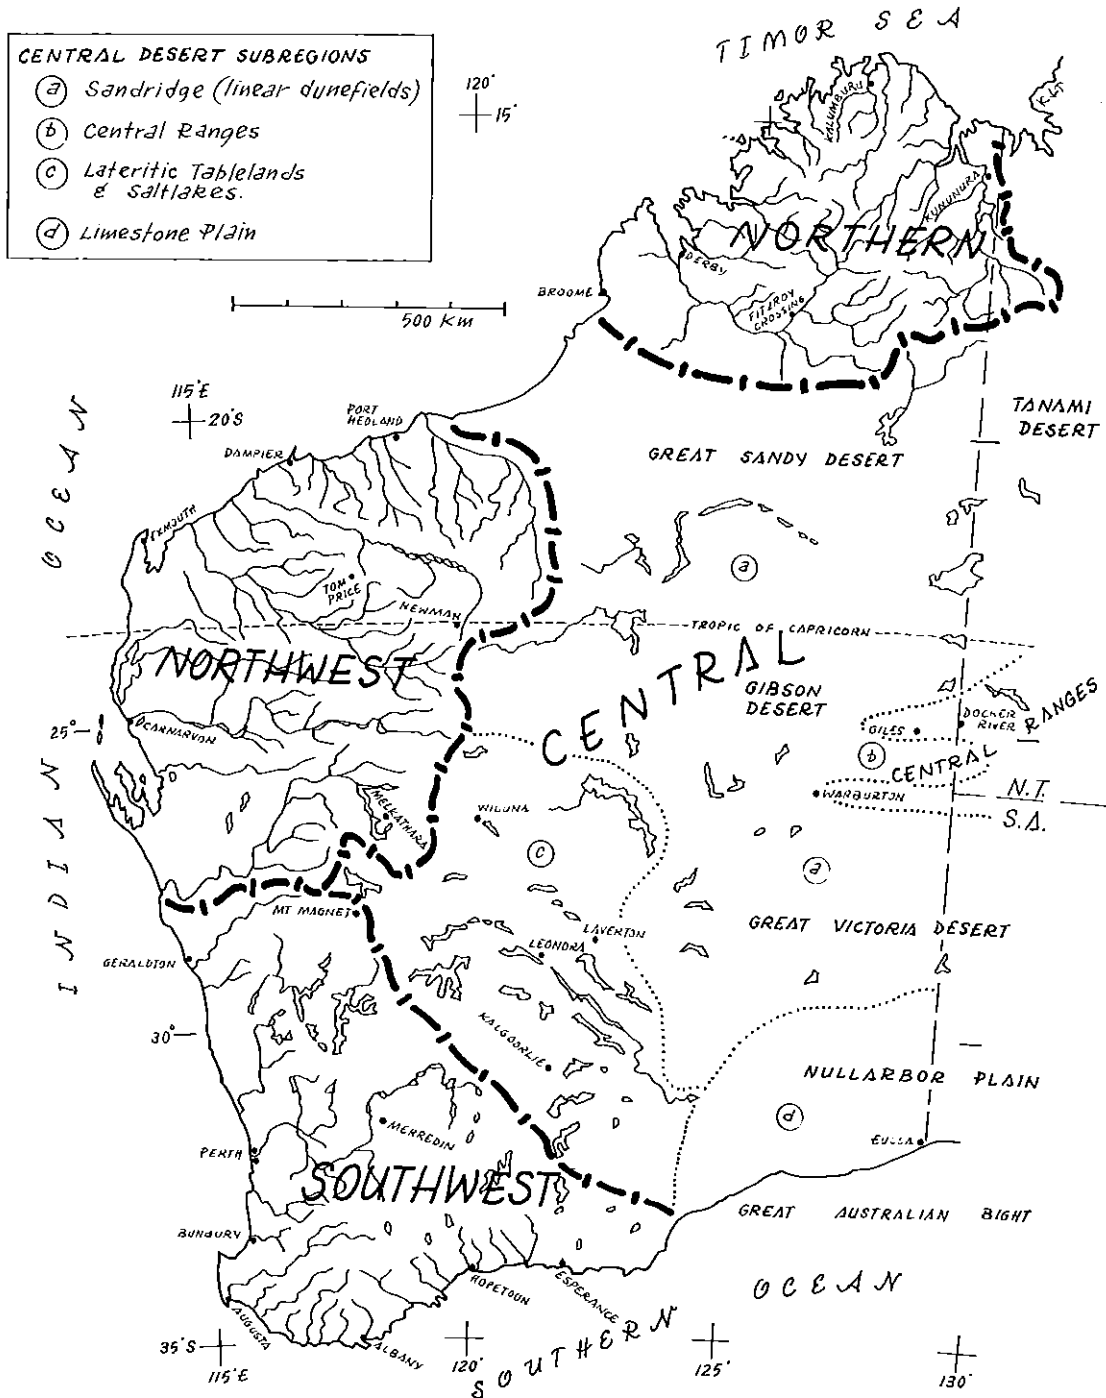 CENTRAL DESERT SUBREGIONS
a Sandridge (linear dunefields)
b Central Ranges
c Lateritic Tablelands
& Saltlakes.
d Limestone Plain
TIMOR SEA
120°
15°
KALUMBURU
KUNUNURA
NORTHERN
DERBY
BROOME
FITZROY
CROSSING
500 Km
115°E
20°S
PORT
HEDLAND
DAMPIER
TANAMI
DESERT
GREAT SANDY DESERT
EXMOUTH
a
TOM
PRICE
NEWMAN
TROPIC OF CAPRICORN
NORTHWEST
CENTRAL
GIBSON
DESERT
25°
CARNARVON
GILES
DOCKER
RIVER
RANGES
b
CENTRAL
WARBURTON
N.T.
S.A.
MEEKATHARA
WILUNA
c
a
MT MAGNET
GREAT VICTORIA DESERT
LAVERTON
LEONORA
GERALDTON
INDIAN OCEAN
30°
KALGOORLIE
NULLARBOR PLAIN
d
MERREDIN
EUCLA
PERTH
SOUTHWEST
GREAT AUSTRALIAN BIGHT
BUNBURY
HOPETOUN
ESPERANCE
AUGUSTA
ALBANY
SOUTHERN OCEAN
35°S
115°E
120°
125°
130°